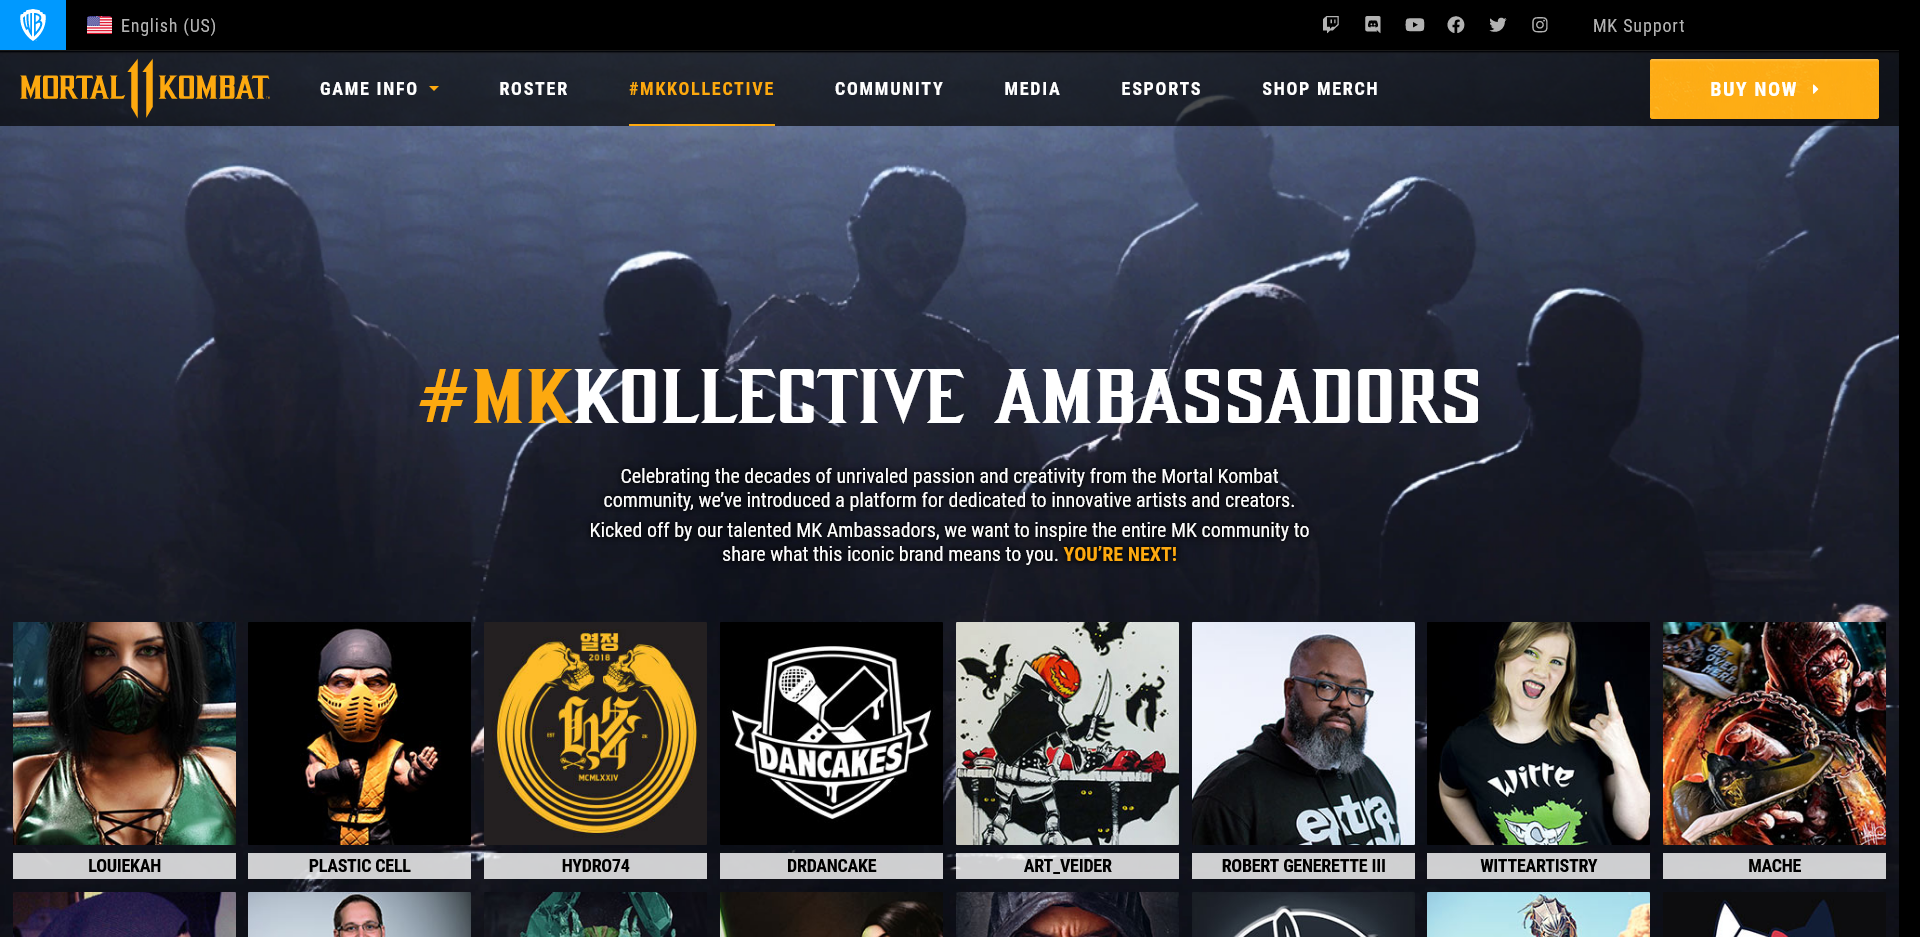 English (US)
MK Support
MORTAL KOMBAT
GAME INFO
ROSTER
#MKKOLLECTIVE
COMMUNITY
MEDIA
ESPORTS
SHOP MERCH
BUY NOW
#MKKOLLECTIVE AMBASSADORS
Celebrating the decades of unrivaled passion and creativity from the Mortal Kombat
community, we’ve introduced a platform for dedicated to innovative artists and creators.
Kicked off by our talented MK Ambassadors, we want to inspire the entire MK community to
share what this iconic brand means to you. YOU’RE NEXT!
열정
2018
EST
MCMLXXIV
DANCAKES
extra
Witte
GET OVER HERE
LOUIEKAH
PLASTIC CELL
HYDRO74
DRDANCAKE
ART_VEIDER
ROBERT GENERETTE III
WITTEARTISTRY
MACHE